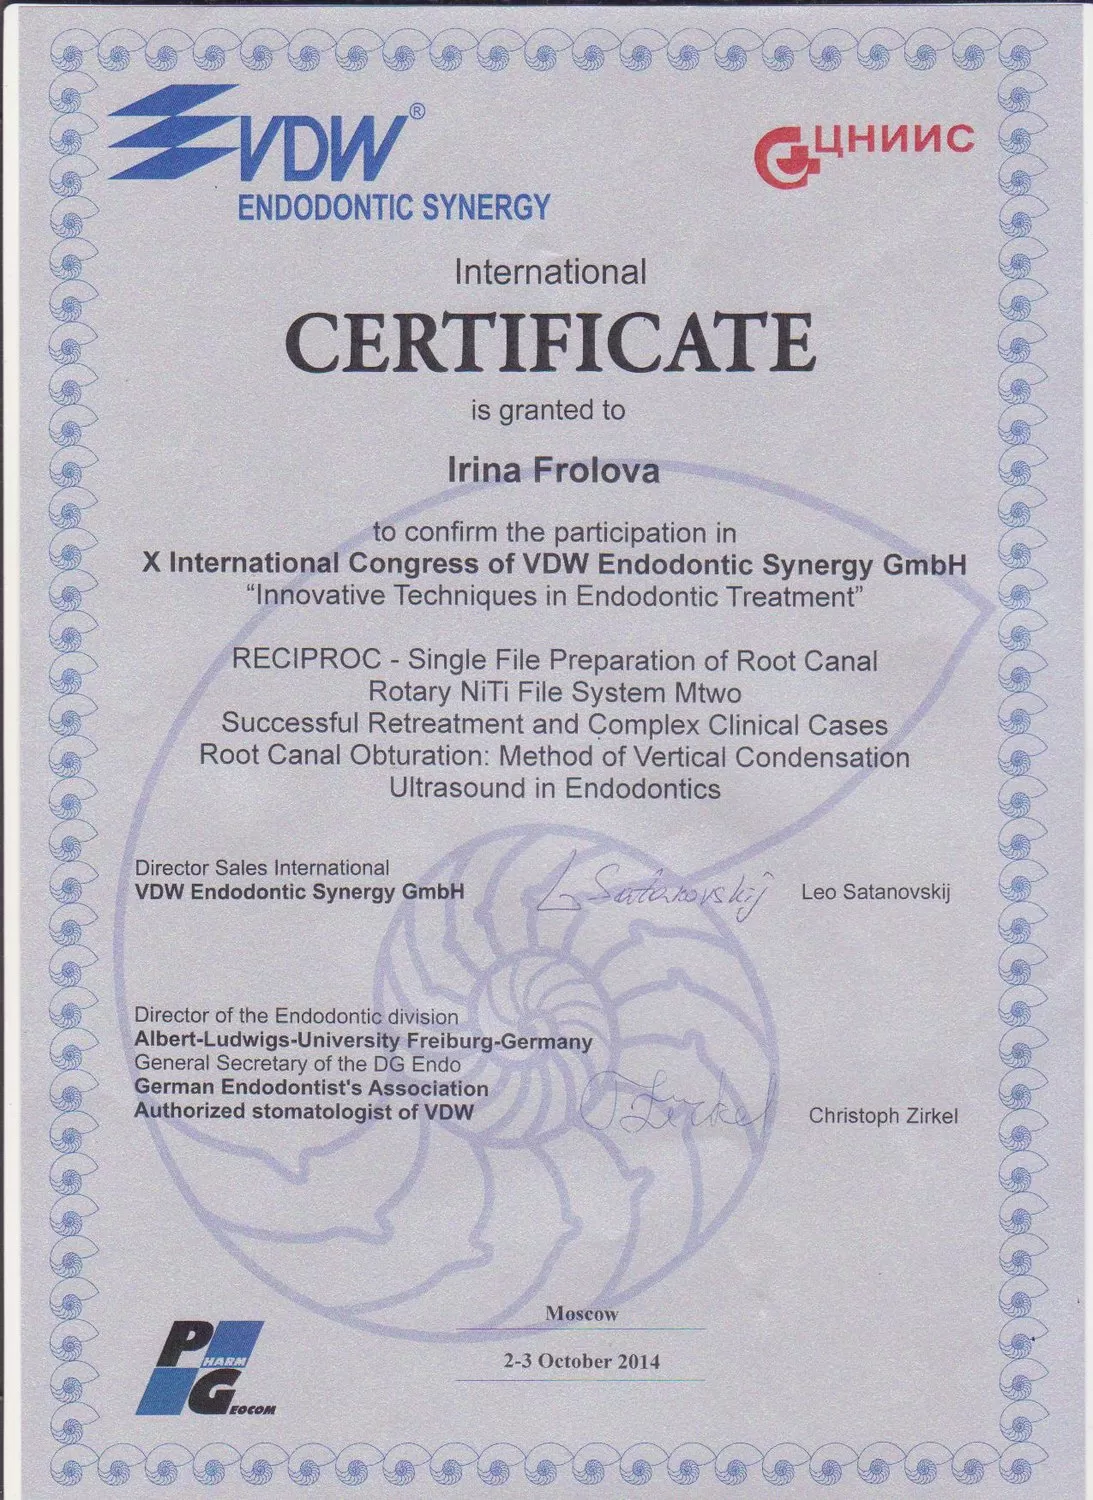 VDW®
ENDODONTIC SYNERGY
ЦНИИС
International
CERTIFICATE
is granted to
Irina Frolova
to confirm the participation in
X International Congress of VDW Endodontic Synergy GmbH
“Innovative Techniques in Endodontic Treatment”
RECIPROC - Single File Preparation of Root Canal
Rotary NiTi File System Mtwo
Successful Retreatment and Complex Clinical Cases
Root Canal Obturation: Method of Vertical Condensation
Ultrasound in Endodontics
Director Sales International
VDW Endodontic Synergy GmbH
L. Satanovskij
Leo Satanovskij
Director of the Endodontic division
Albert-Ludwigs-University Freiburg-Germany
General Secretary of the DG Endo
German Endodontist's Association
Authorized stomatologist of VDW
C Zirkel
Christoph Zirkel
Moscow
2-3 October 2014
PHARM
GEOCOM